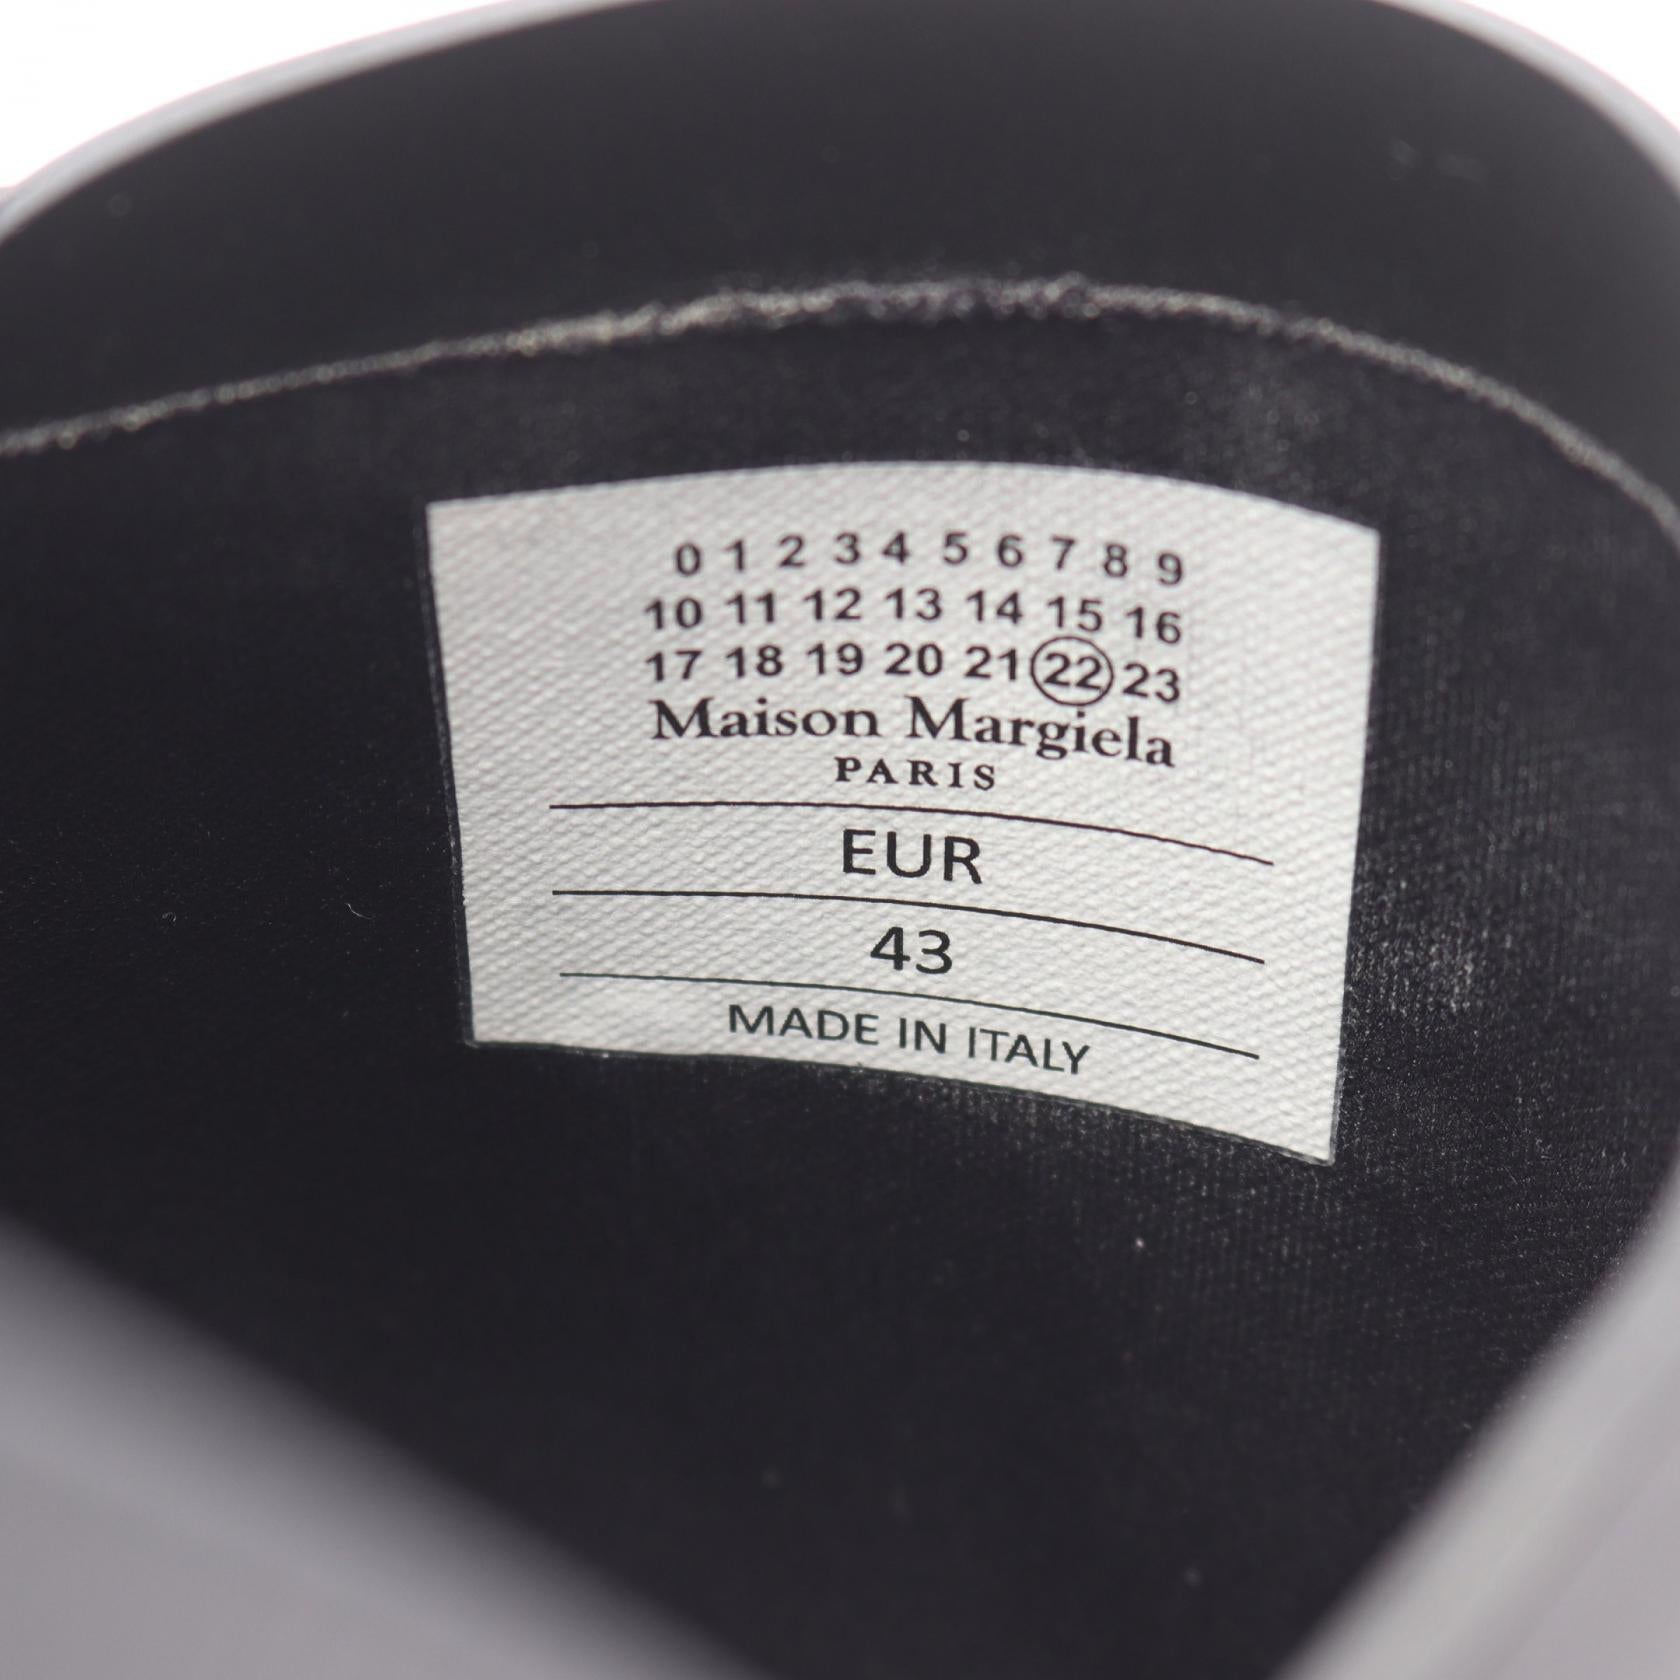 0 1 2 3 4 5 6 7 8 9
10 11 12 13 14 15 16
17 18 19 20 21 22 23
Maison Margiela
PARIS
EUR
43
MADE IN ITALY